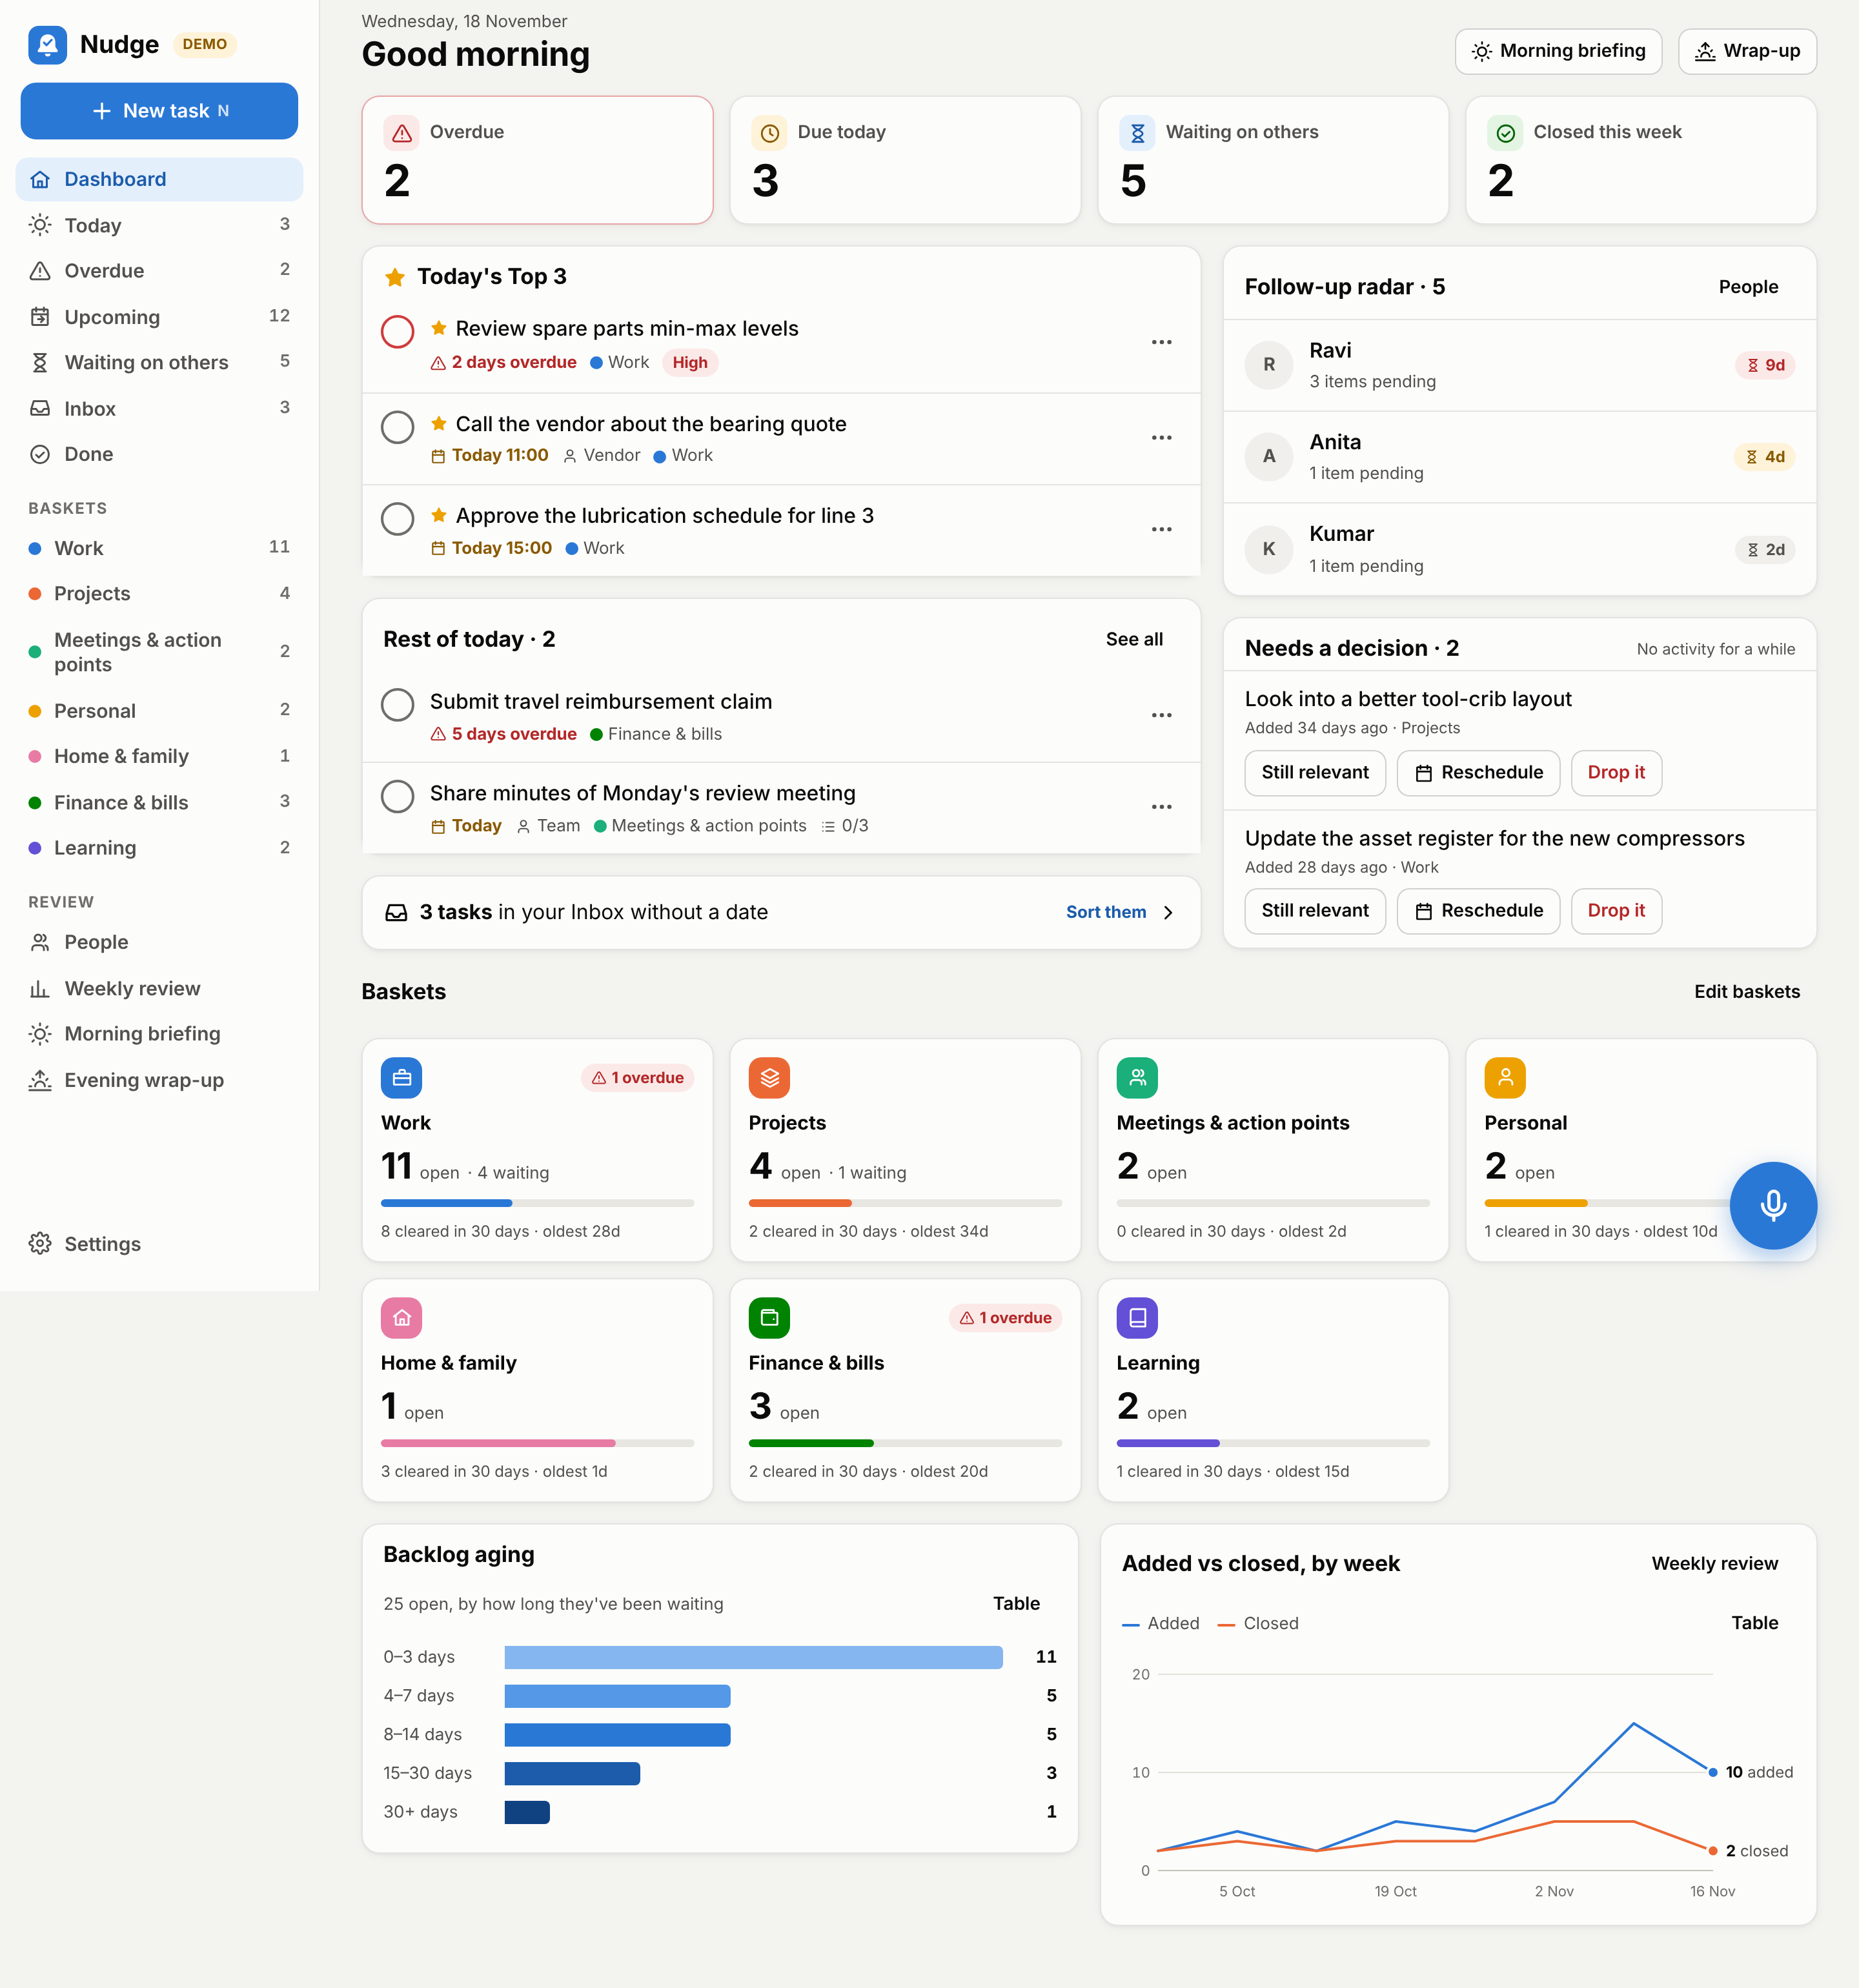 Nudge DEMO
New task N
Dashboard
Today 3
Overdue 2
Upcoming 12
Waiting on others 5
Inbox 3
Done
BASKETS
Work 11
Projects 4
Meetings & action
points 2
Personal 2
Home & family 1
Finance & bills 3
Learning 2
REVIEW
People
Weekly review
Morning briefing
Evening wrap-up
Settings
Wednesday, 18 November
Good morning
Morning briefing
Wrap-up
Overdue
2
Due today
3
Waiting on others
5
Closed this week
2
Today's Top 3
Review spare parts min-max levels
2 days overdue Work High
Call the vendor about the bearing quote
Today 11:00 Vendor Work
Approve the lubrication schedule for line 3
Today 15:00 Work
Rest of today · 2 See all
Submit travel reimbursement claim
5 days overdue Finance & bills
Share minutes of Monday's review meeting
Today Team Meetings & action points 0/3
3 tasks in your Inbox without a date Sort them
Follow-up radar · 5 People
R Ravi 9d
3 items pending
A Anita 4d
1 item pending
K Kumar 2d
1 item pending
Needs a decision · 2 No activity for a while
Look into a better tool-crib layout
Added 34 days ago · Projects
Still relevant Reschedule Drop it
Update the asset register for the new compressors
Added 28 days ago · Work
Still relevant Reschedule Drop it
Baskets Edit baskets
1 overdue
Work
11 open · 4 waiting
8 cleared in 30 days · oldest 28d
Projects
4 open · 1 waiting
2 cleared in 30 days · oldest 34d
Meetings & action points
2 open
0 cleared in 30 days · oldest 2d
Personal
2 open
1 cleared in 30 days · oldest 10d
Home & family
1 open
3 cleared in 30 days · oldest 1d
1 overdue
Finance & bills
3 open
2 cleared in 30 days · oldest 20d
Learning
2 open
1 cleared in 30 days · oldest 15d
Backlog aging
25 open, by how long they've been waiting Table
0–3 days 11
4–7 days 5
8–14 days 5
15–30 days 3
30+ days 1
Added vs closed, by week Weekly review
Added Closed Table
20
10
10 added
2 closed
0
5 Oct 19 Oct 2 Nov 16 Nov